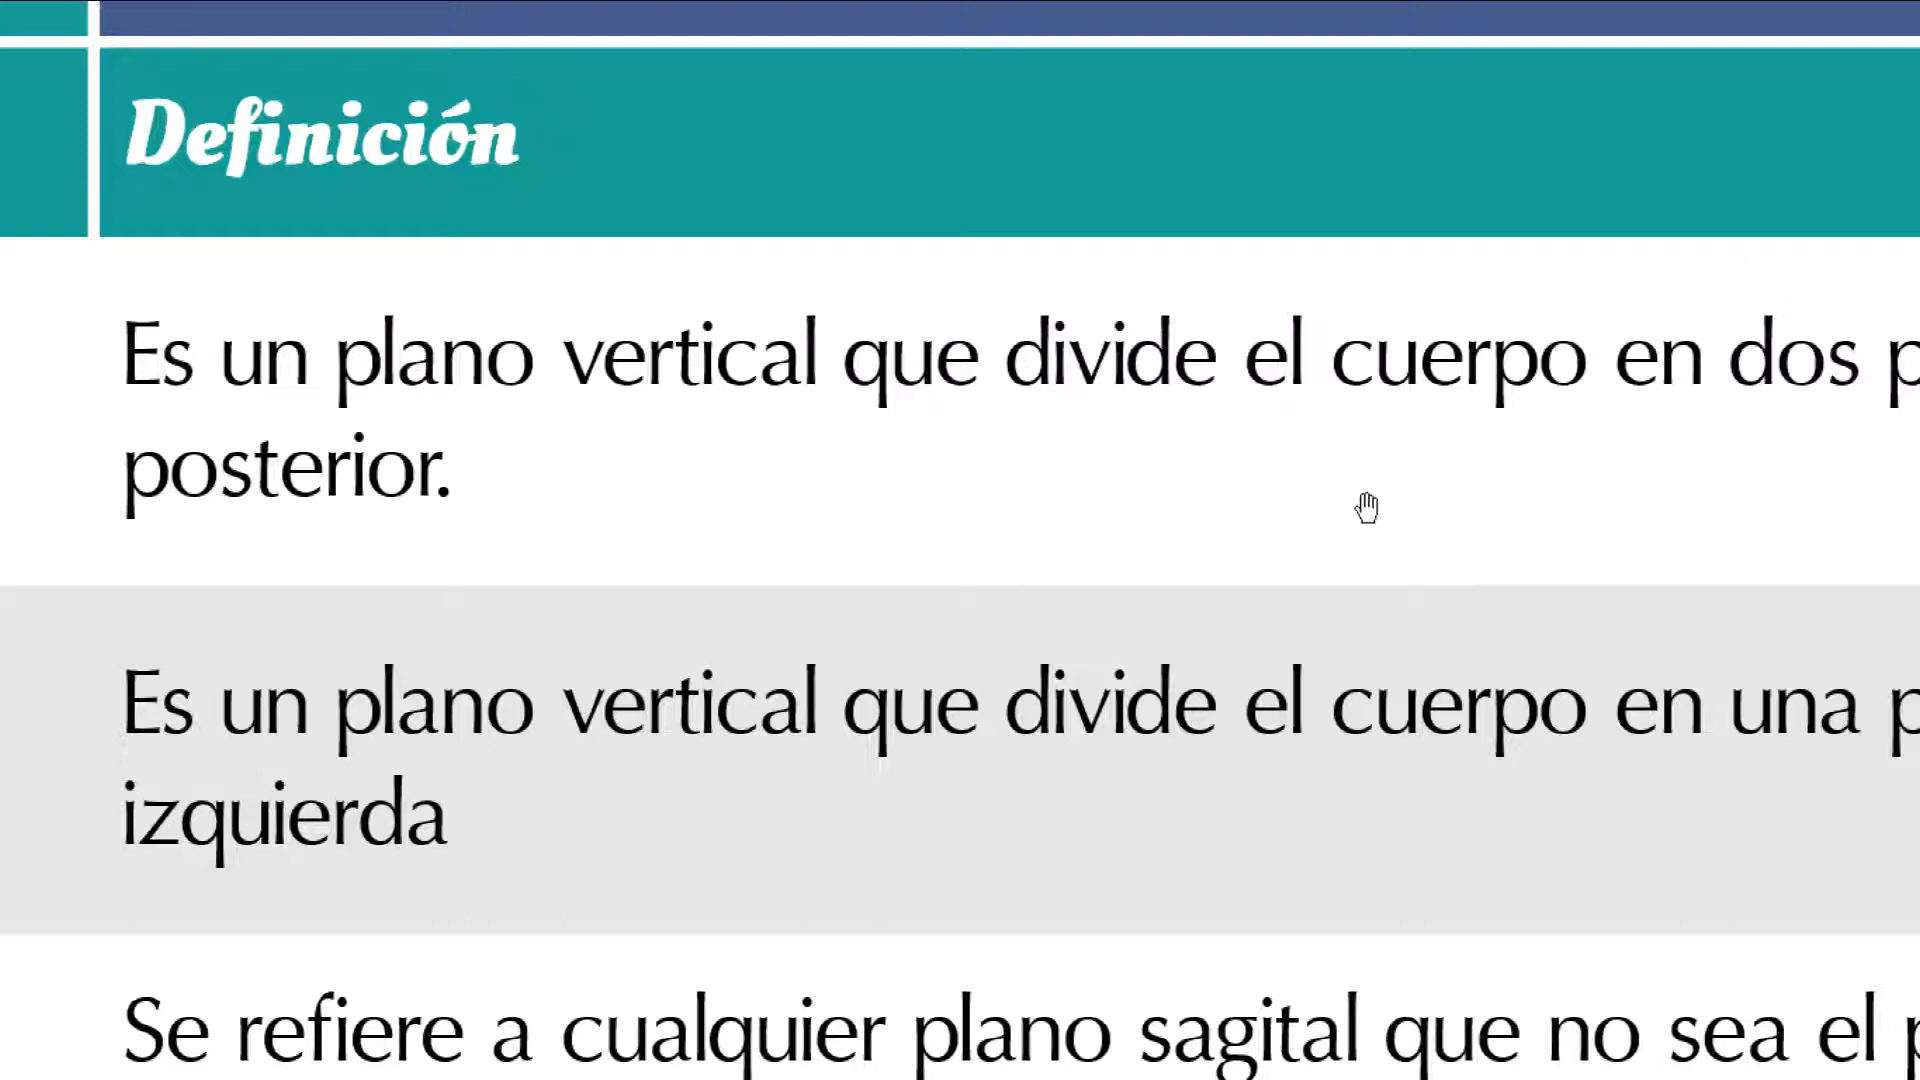 Definición
Es un plano vertical que divide el cuerpo en dos
posterior.
Es un plano vertical que divide el cuerpo en una
izquierda
Se refiere a cualquier plano sagital que no sea el